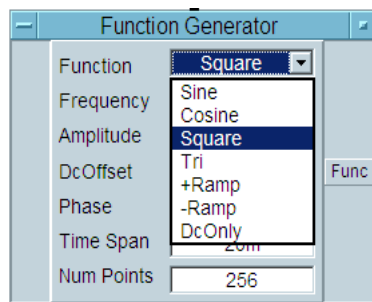 Function Generator
Function Square
Frequency Sine
Cosine
Amplitude Square
Tri
DcOffset +Ramp Func
Phase -Ramp
DcOnly
Time Span
Num Points 256